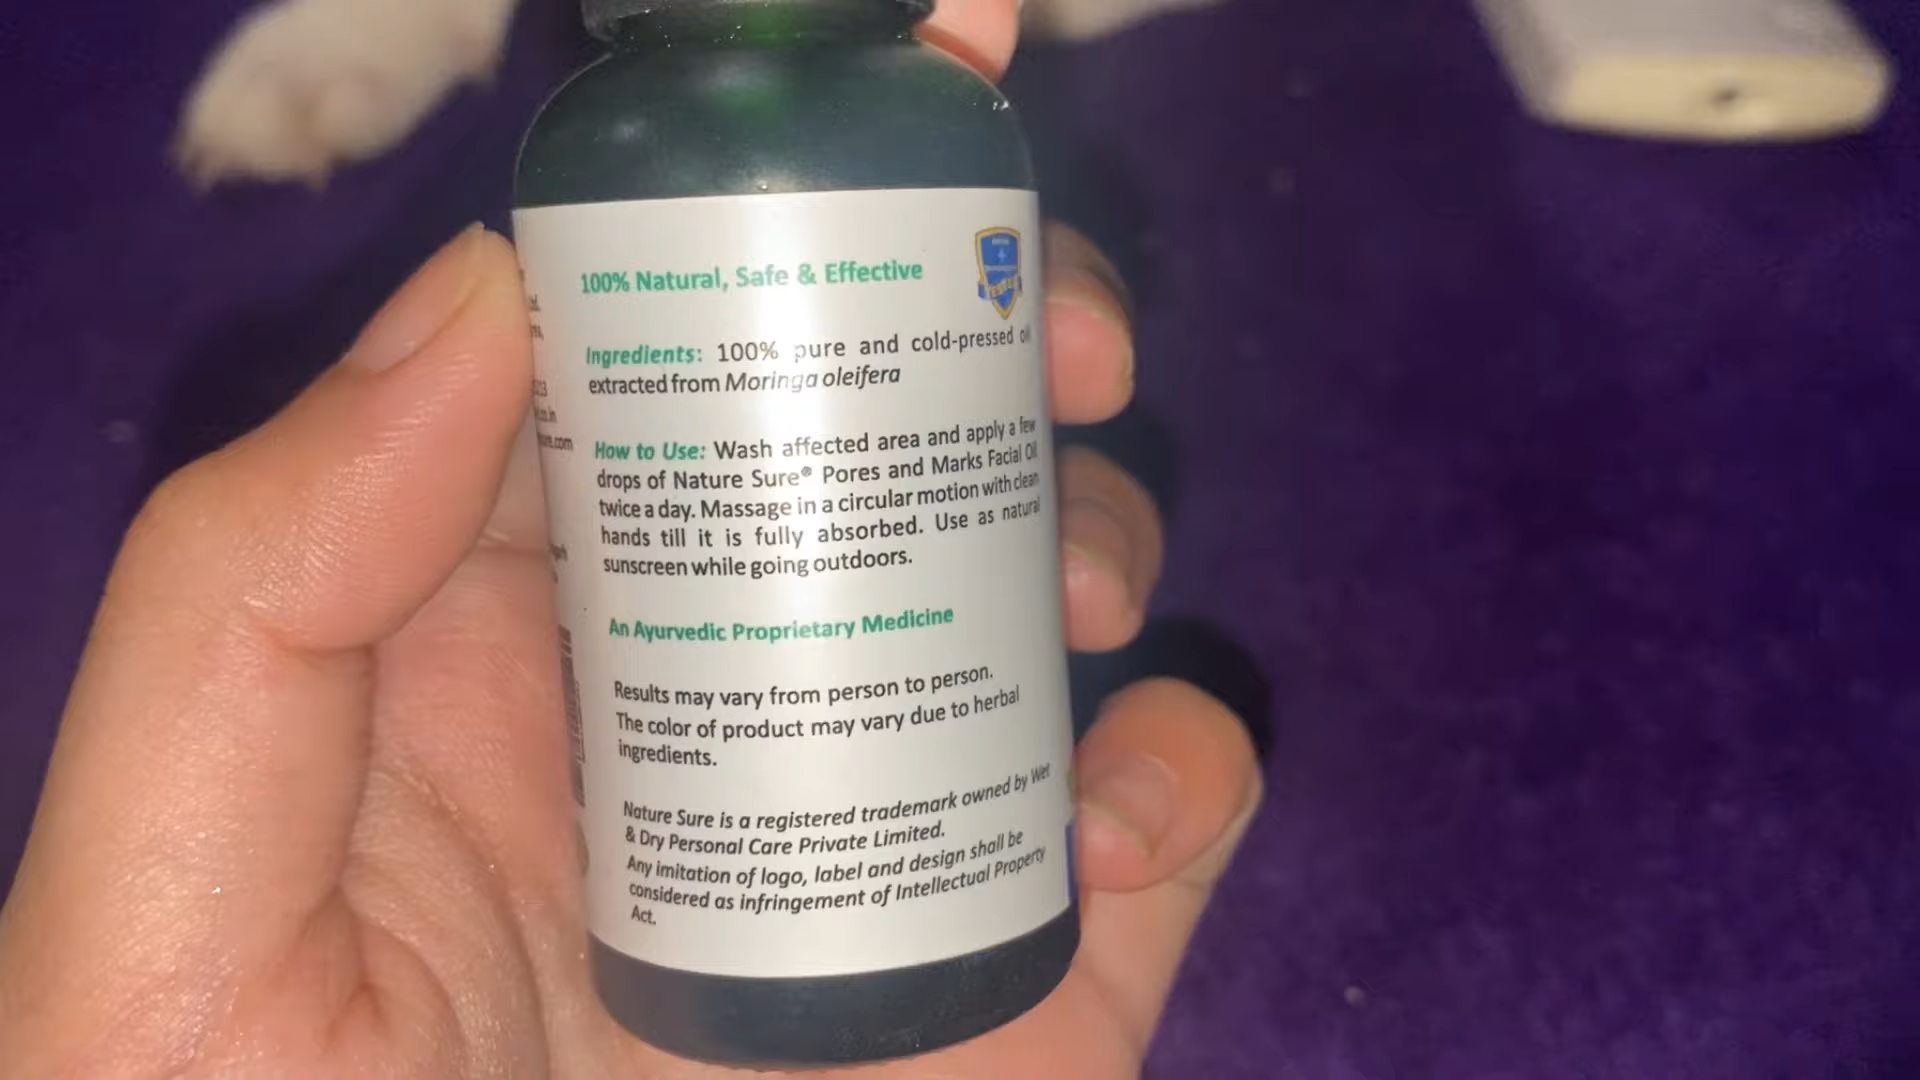 100% Natural, Safe & Effective
TESTED
Ingredients: 100% pure and cold-pressed oil
extracted from Moringa oleifera
How to Use: Wash affected area and apply a few
drops of Nature Sure® Pores and Marks Facial Oil
twice a day. Massage in a circular motion with clean
hands till it is fully absorbed. Use as natural
sunscreen while going outdoors.
An Ayurvedic Proprietary Medicine
Results may vary from person to person.
The color of product may vary due to herbal
ingredients.
Nature Sure is a registered trademark owned by Wet
& Dry Personal Care Private Limited.
Any imitation of logo, label and design shall be
considered as infringement of Intellectual Property
Act.